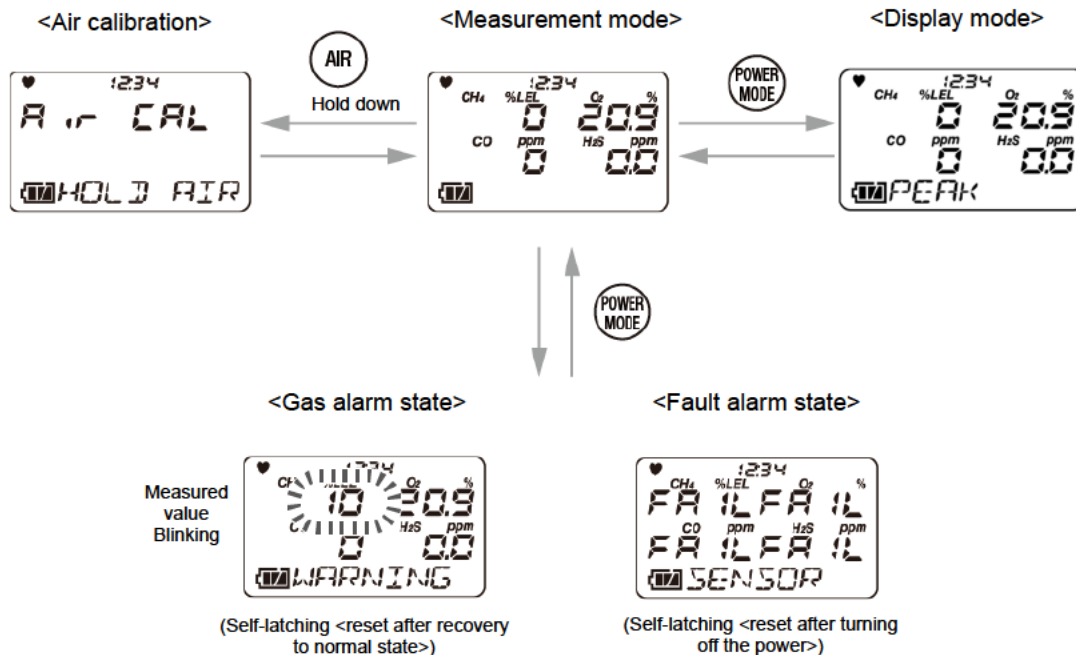 <Air calibration>
<Measurement mode>
<Display mode>
AIR
Hold down
POWER
MODE
12:34
Air CAL
HOLD AIR
12:34
CH4 %LEL O2 %
0 20.9
CO ppm H2S ppm
0 0.0
12:34
CH4 %LEL O2 %
0 20.9
CO ppm H2S ppm
0 0.0
PEAK
POWER
MODE
<Gas alarm state>
<Fault alarm state>
Measured
value
Blinking
10 20.9
O2 %
H2S ppm
0 0.0
WARNING
12:34
CH4 %LEL O2 %
FAIL FAIL
CO ppm H2S ppm
FAIL FAIL
SENSOR
(Self-latching <reset after recovery
to normal state>)
(Self-latching <reset after turning
off the power>)